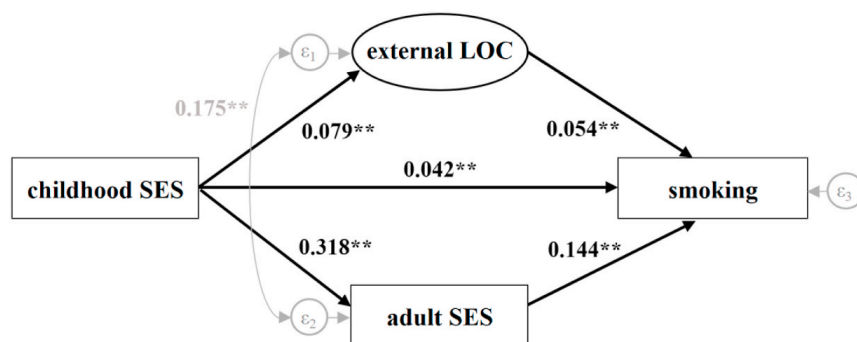 ε1
external LOC
0.175**
0.079**
0.054**
0.042**
childhood SES
smoking
ε3
0.318**
0.144**
ε2
adult SES